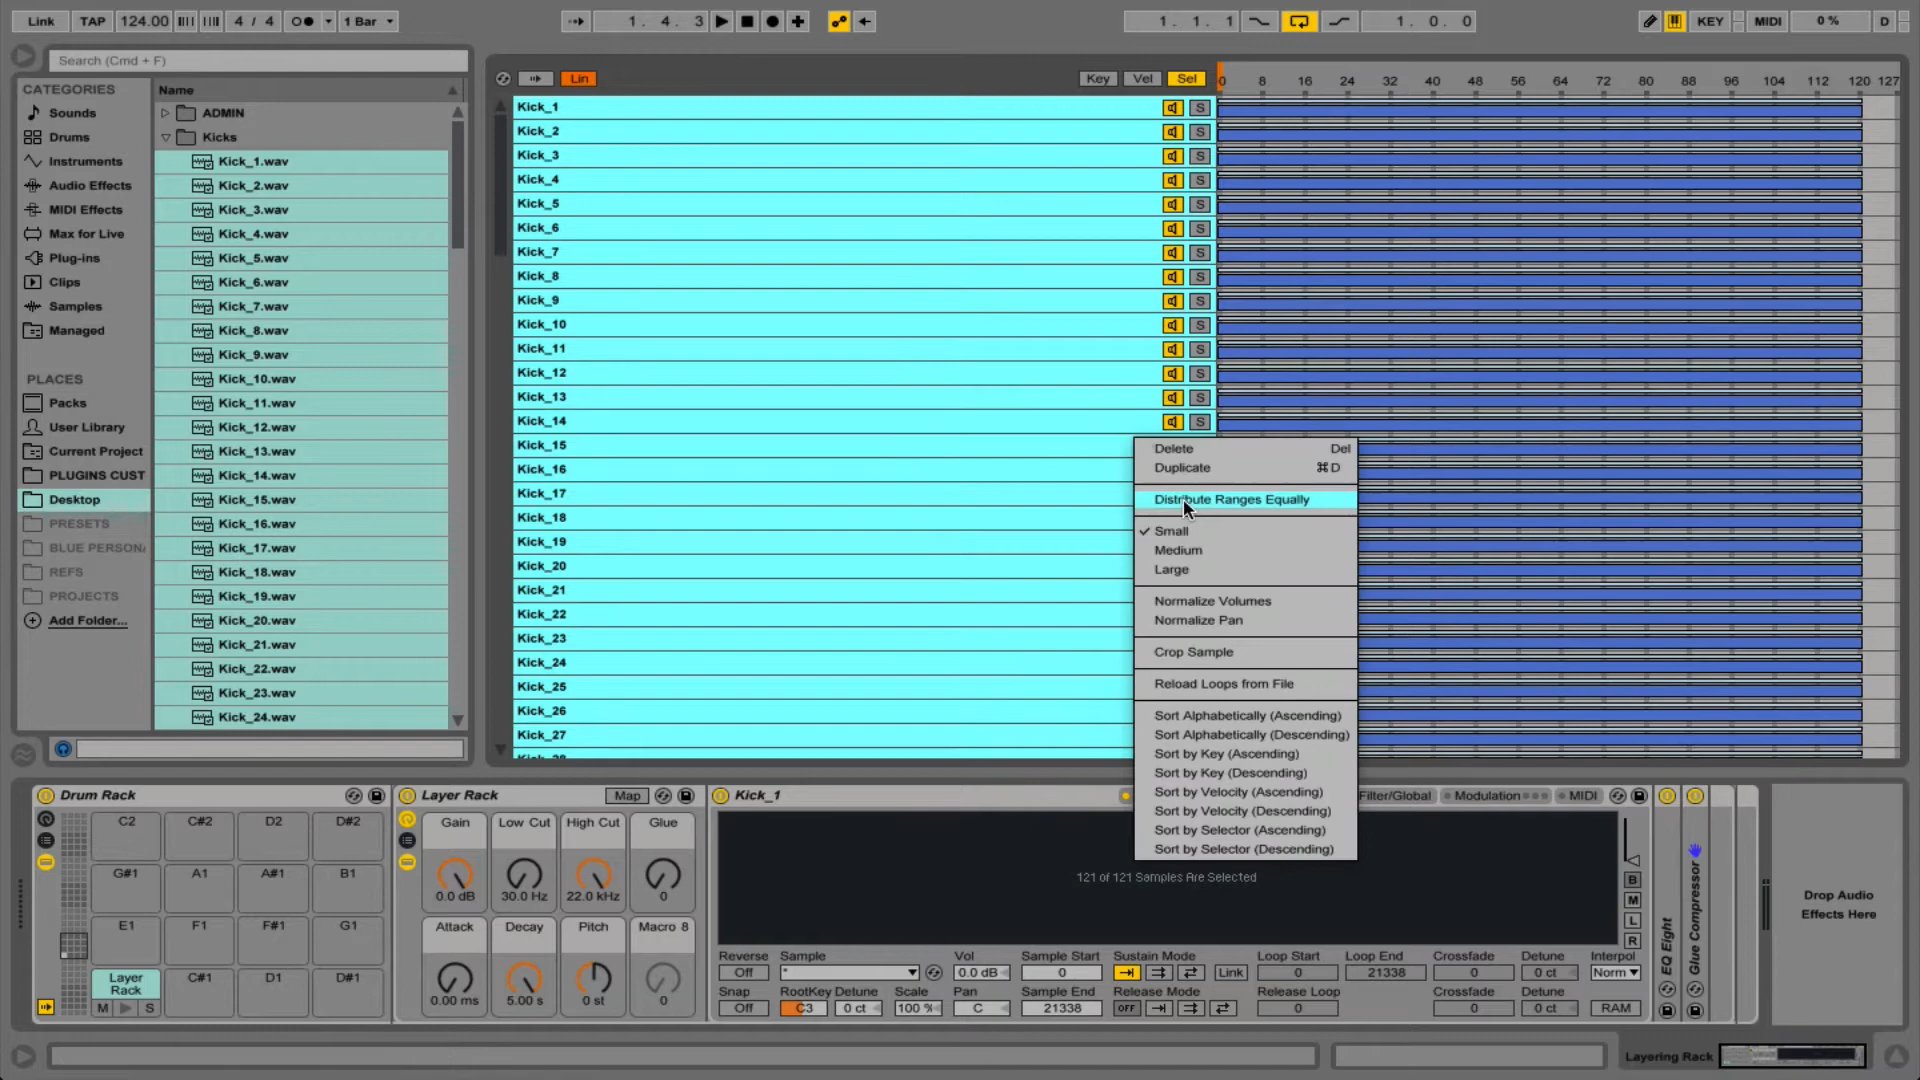 Link TAP 124.00 4 / 4 1 Bar 1. 4. 3 1. 1. 1 1. 0. 0 KEY MIDI 0 % D
Search (Cmd + F)
CATEGORIES
Sounds
Drums
Instruments
Audio Effects
MIDI Effects
Max for Live
Plug-ins
Clips
Samples
Managed
PLACES
Packs
User Library
Current Project
PLUGINS CUST
Desktop
PRESETS
BLUE PERSON
REFS
PROJECTS
Add Folder...
Name
ADMIN
Kicks
Kick_1.wav
Kick_2.wav
Kick_3.wav
Kick_4.wav
Kick_5.wav
Kick_6.wav
Kick_7.wav
Kick_8.wav
Kick_9.wav
Kick_10.wav
Kick_11.wav
Kick_12.wav
Kick_13.wav
Kick_14.wav
Kick_15.wav
Kick_16.wav
Kick_17.wav
Kick_18.wav
Kick_19.wav
Kick_20.wav
Kick_21.wav
Kick_22.wav
Kick_23.wav
Kick_24.wav
Lin Key Vel Sel 0 8 16 24 32 40 48 56 64 72 80 88 96 104 112 120 127
Kick_1 S
Kick_2 S
Kick_3 S
Kick_4 S
Kick_5 S
Kick_6 S
Kick_7 S
Kick_8 S
Kick_9 S
Kick_10 S
Kick_11 S
Kick_12 S
Kick_13 S
Kick_14 S
Kick_15
Kick_16
Kick_17
Kick_18
Kick_19
Kick_20
Kick_21
Kick_22
Kick_23
Kick_24
Kick_25
Kick_26
Kick_27
Kick_28
Delete Del
Duplicate ⌘D
Distribute Ranges Equally
Small
Medium
Large
Normalize Volumes
Normalize Pan
Crop Sample
Reload Loops from File
Sort Alphabetically (Ascending)
Sort Alphabetically (Descending)
Sort by Key (Ascending)
Sort by Key (Descending)
Sort by Velocity (Ascending)
Sort by Velocity (Descending)
Sort by Selector (Ascending)
Sort by Selector (Descending)
Drum Rack
C2 C#2 D2 D#2
G#1 A1 A#1 B1
E1 F1 F#1 G1
Layer Rack C#1 D1 D#1
M S
Layer Rack Map
Gain Low Cut High Cut Glue
0.0 dB 30.0 Hz 22.0 kHz 0
Attack Decay Pitch Macro 8
0.00 ms 5.00 s 0 st 0
Kick_1 Filter/Global Modulation MIDI
121 of 121 Samples Are Selected
B
M
L
R
Reverse Sample Vol Sample Start Sustain Mode Loop Start Loop End Crossfade Detune Interpol
Off * 0.0 dB 0 Link 0 21338 0 0 ct Norm
Snap RootKey Detune Scale Pan Sample End Release Mode Release Loop Crossfade Detune
Off C3 0 ct 100 % C 21338 OFF 0 0 0 ct RAM
EQ Eight
Glue Compressor
Drop Audio
Effects Here
Layering Rack